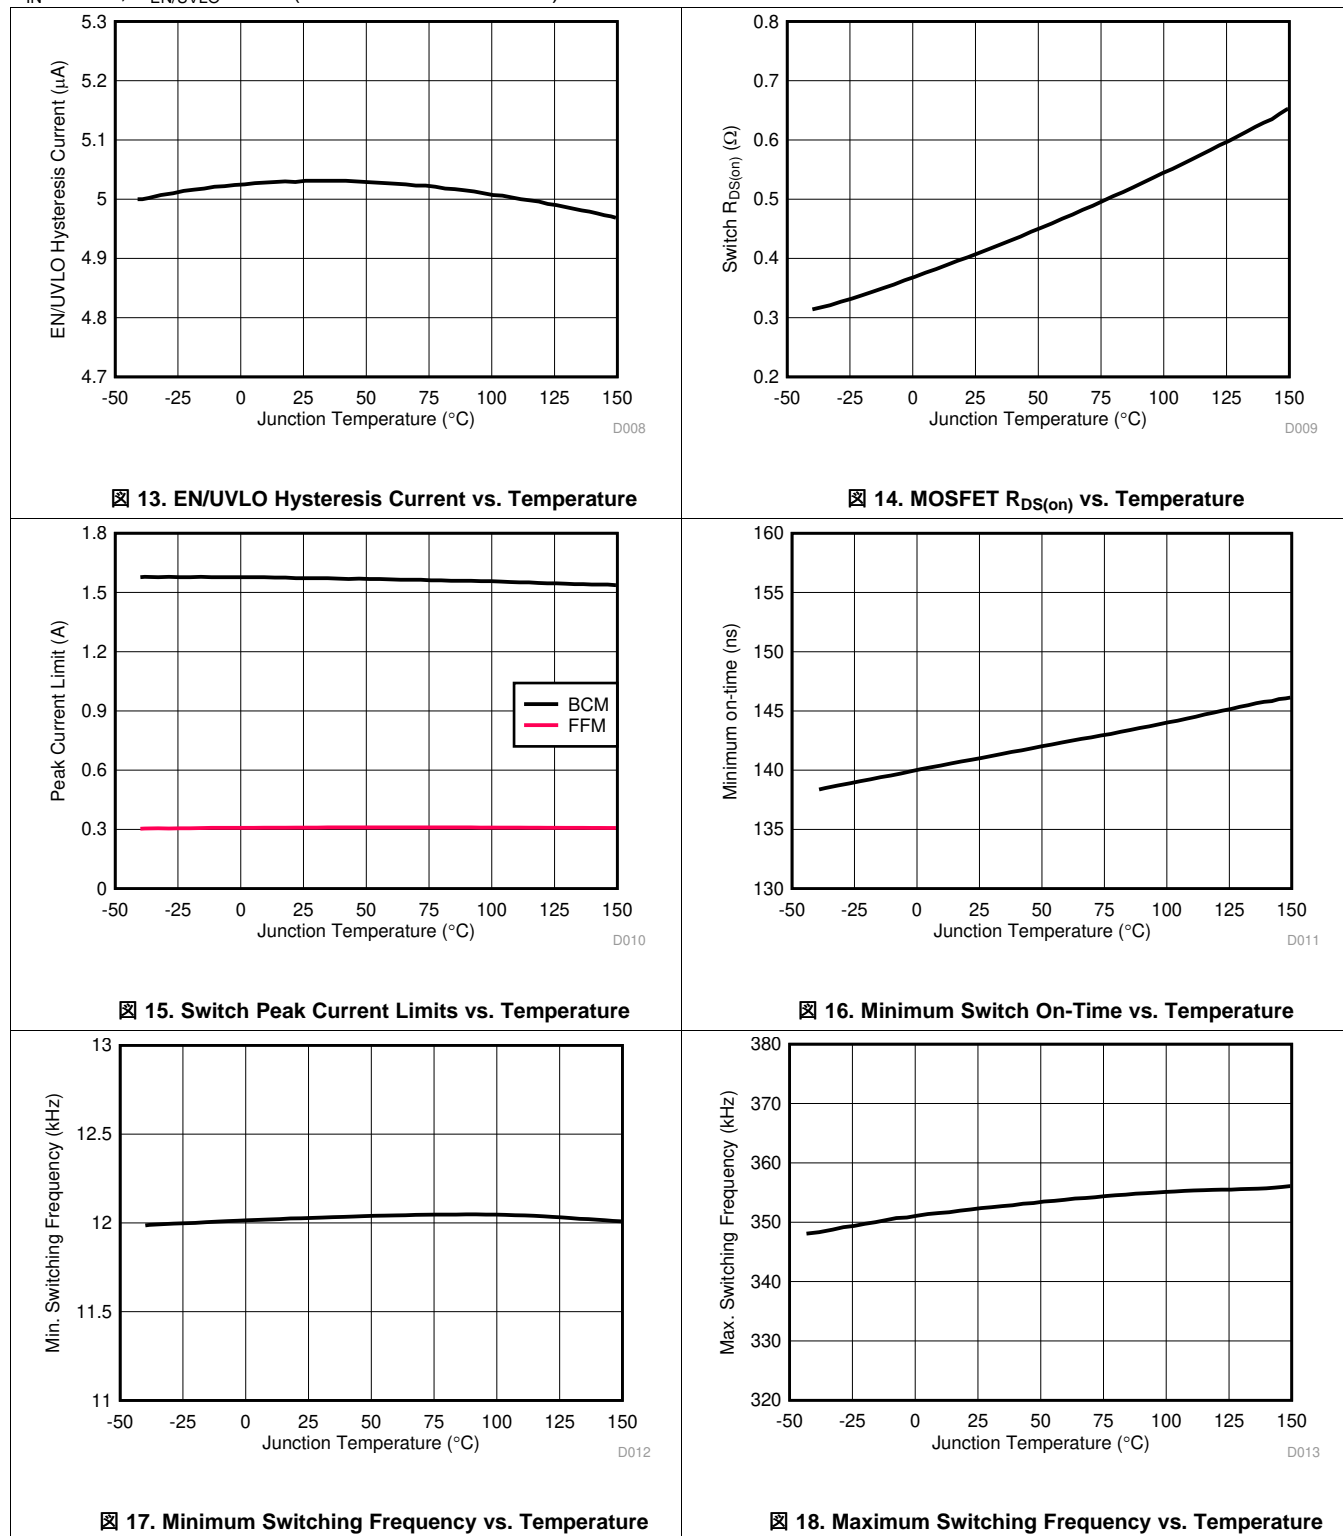 5.3
5.2
5.1
5
4.9
4.8
4.7
-50 -25 0 25 50 75 100 125 150
EN/UVLO Hysteresis Current (μA)
Junction Temperature (°C)
D008
図 13. EN/UVLO Hysteresis Current vs. Temperature
0.8
0.7
0.6
0.5
0.4
0.3
0.2
-50 -25 0 25 50 75 100 125 150
Switch RDS(on) (Ω)
Junction Temperature (°C)
D009
図 14. MOSFET RDS(on) vs. Temperature
1.8
1.5
1.2
0.9
0.6
0.3
0
-50 -25 0 25 50 75 100 125 150
Peak Current Limit (A)
BCM
FFM
Junction Temperature (°C)
D010
図 15. Switch Peak Current Limits vs. Temperature
160
155
150
145
140
135
130
-50 -25 0 25 50 75 100 125 150
Minimum on-time (ns)
Junction Temperature (°C)
D011
図 16. Minimum Switch On-Time vs. Temperature
13
12.5
12
11.5
11
-50 -25 0 25 50 75 100 125 150
Min. Switching Frequency (kHz)
Junction Temperature (°C)
D012
図 17. Minimum Switching Frequency vs. Temperature
380
370
360
350
340
330
320
-50 -25 0 25 50 75 100 125 150
Max. Switching Frequency (kHz)
Junction Temperature (°C)
D013
図 18. Maximum Switching Frequency vs. Temperature